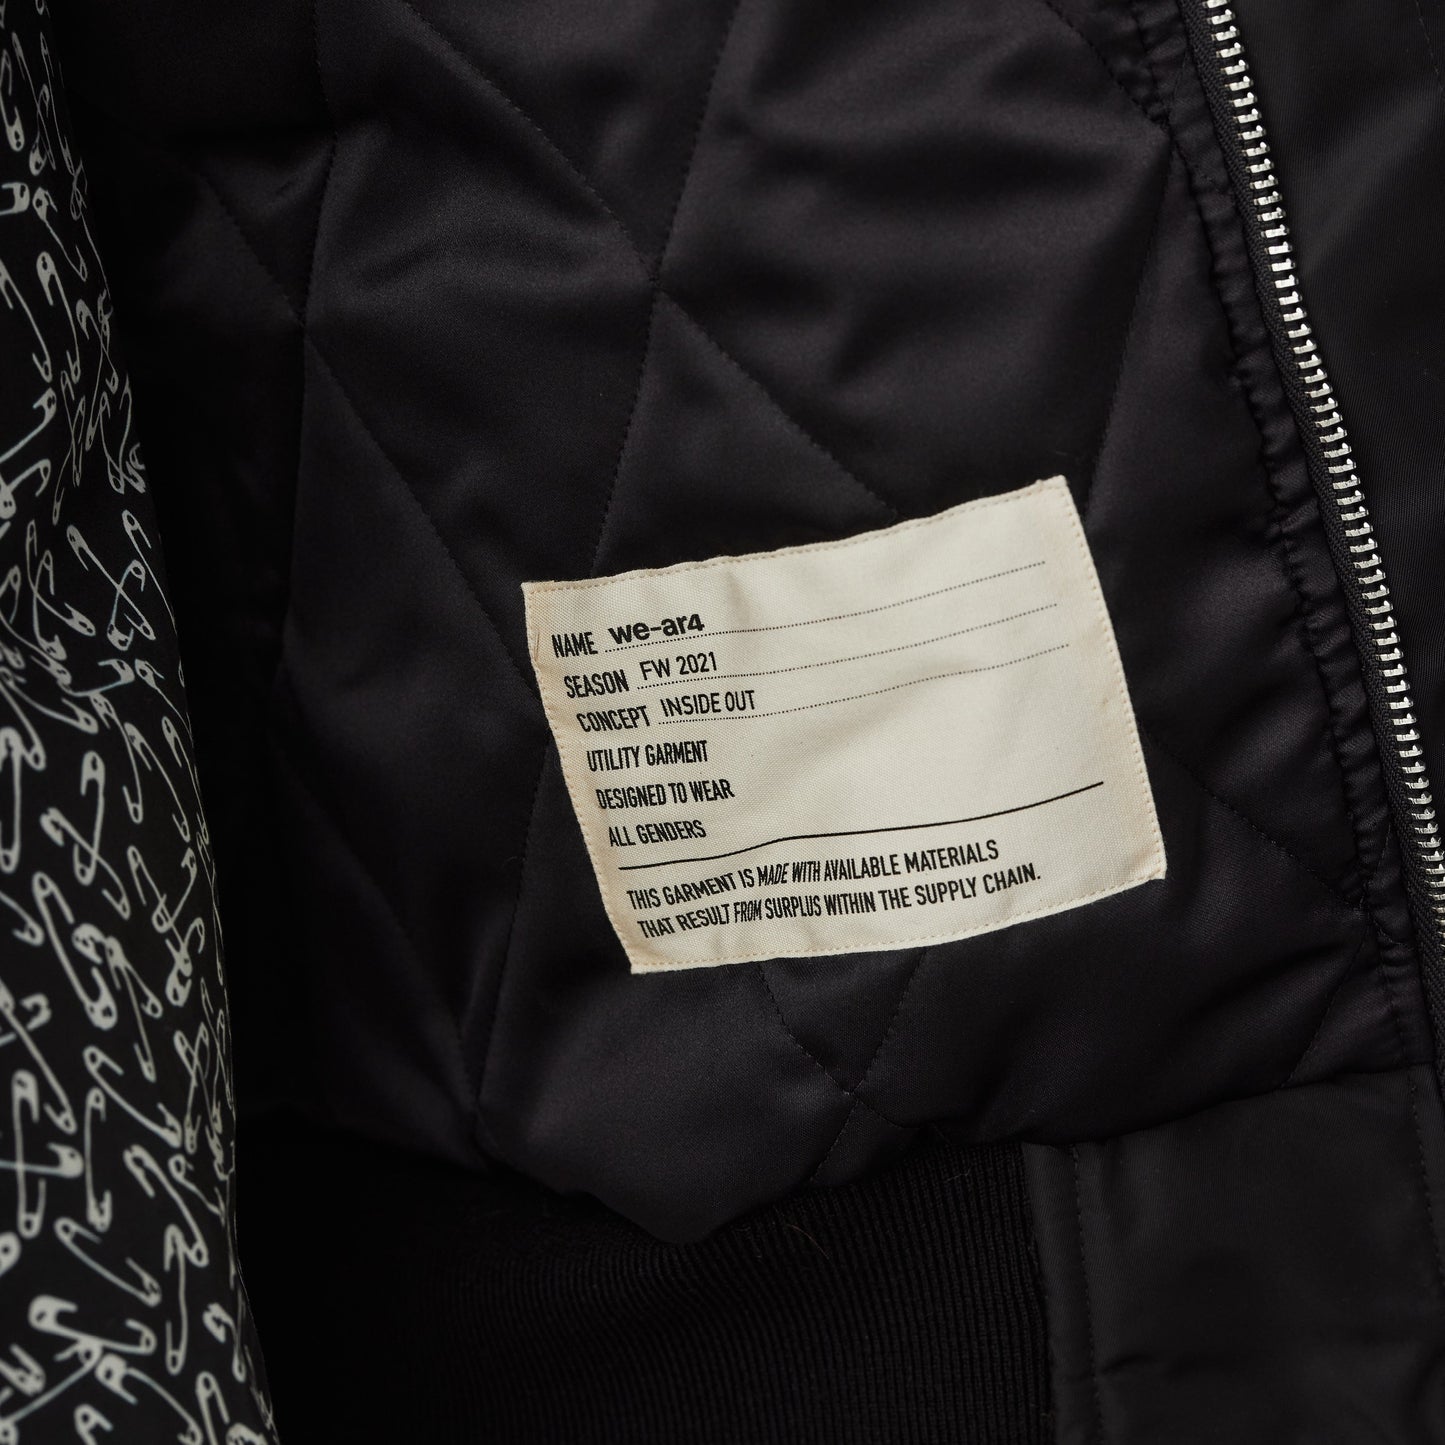 NAME we-ar4
SEASON FW 2021
CONCEPT INSIDE OUT
UTILITY GARMENT
DESIGNED TO WEAR
ALL GENDERS
THIS GARMENT IS MADE WITH AVAILABLE MATERIALS
THAT RESULT FROM SURPLUS WITHIN THE SUPPLY CHAIN.